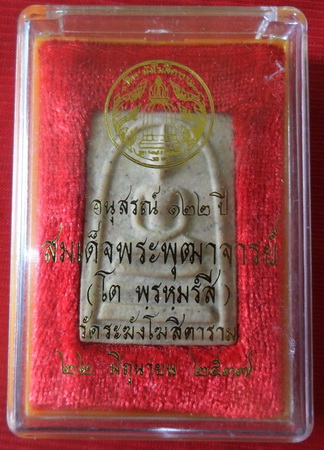 อนุสรณ์ ๑๒๒ ปี
สมเด็จพระพุฒาจารย์
(โต พรหมรํสี)
วัดระฆังโฆสิตาราม
๒๒ มิถุนายน ๒๕๓๗